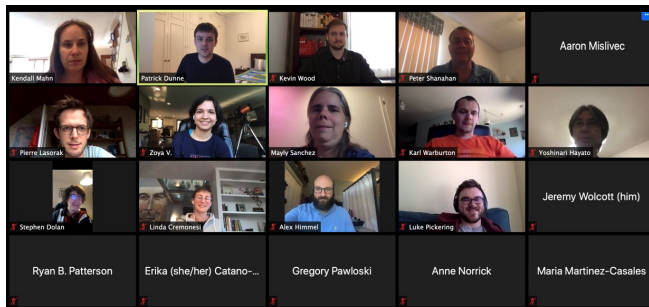 Aaron Mislivec
Kendall Mahn
Patrick Dunne
Kevin Wood
Peter Shanahan
Pierre Lasorak
Zoya V.
Mayly Sanchez
Karl Warburton
Yoshinari Hayato
Jeremy Wolcott (him)
Stephen Dolan
Linda Cremonesi
Alex Himmel
Luke Pickering
Ryan B. Patterson
Erika (she/her) Catano-...
Gregory Pawloski
Anne Norrick
Maria Martinez-Casales